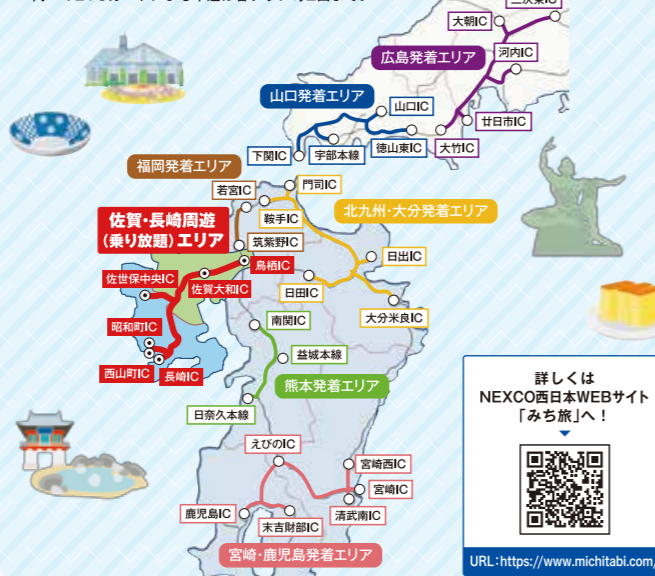 大朝IC
河内IC
広島発着エリア
山口発着エリア
山口IC
廿日市IC
下関IC
宇部本線
徳山東IC
大竹IC
福岡発着エリア
若宮IC
門司IC
鞍手IC
北九州・大分発着エリア
佐賀・長崎周遊
(乗り放題)エリア
筑紫野IC
鳥栖IC
日出IC
佐世保中央IC
佐賀大和IC
日田IC
大分米良IC
昭和町IC
南関IC
益城本線
西山町IC
長崎IC
熊本発着エリア
日奈久本線
えびのIC
宮崎西IC
宮崎IC
鹿児島IC
末吉財部IC
清武南IC
宮崎・鹿児島発着エリア
詳しくは
NEXCO西日本WEBサイト
「みち旅」へ!
URL:https://www.michitabi.com/